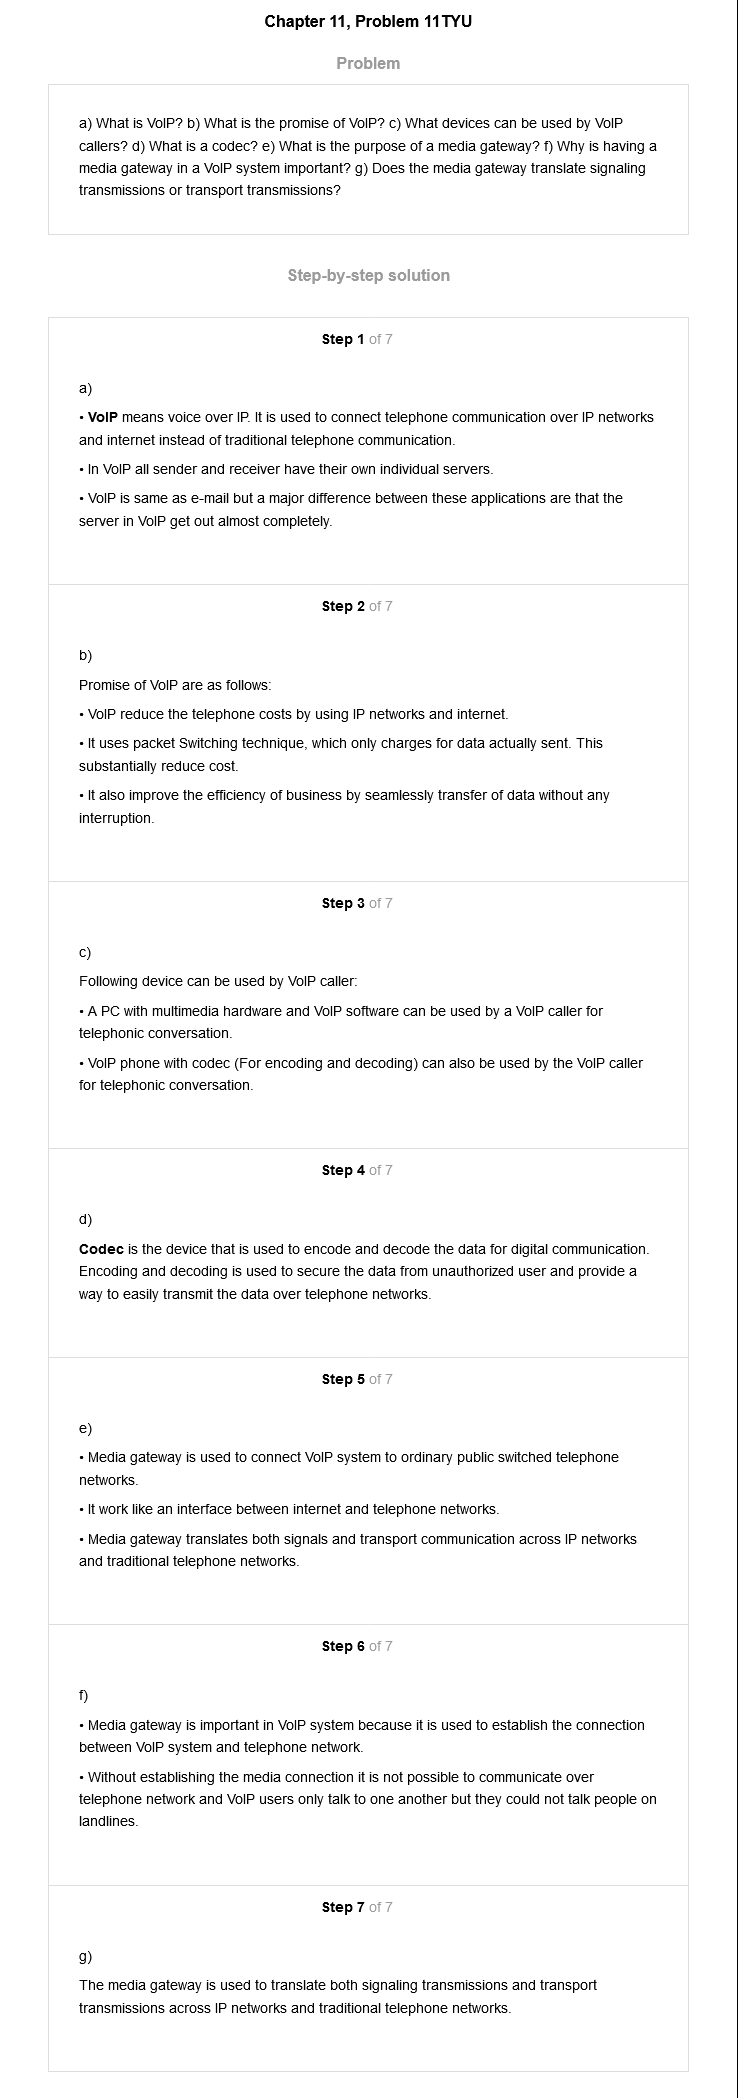 Chapter 11, Problem 11TYU
Problem
a) What is VoIP? b) What is the promise of VoIP? c) What devices can be used by VoIP
callers? d) What is a codec? e) What is the purpose of a media gateway? f) Why is having a
media gateway in a VoIP system important? g) Does the media gateway translate signaling
transmissions or transport transmissions?
Step-by-step solution
Step 1 of 7
a)
• VoIP means voice over IP. It is used to connect telephone communication over IP networks
and internet instead of traditional telephone communication.
• In VoIP all sender and receiver have their own individual servers.
• VoIP is same as e-mail but a major difference between these applications are that the
server in VoIP get out almost completely.
Step 2 of 7
b)
Promise of VoIP are as follows:
• VoIP reduce the telephone costs by using IP networks and internet.
• It uses packet Switching technique, which only charges for data actually sent. This
substantially reduce cost.
• It also improve the efficiency of business by seamlessly transfer of data without any
interruption.
Step 3 of 7
c)
Following device can be used by VoIP caller:
• A PC with multimedia hardware and VoIP software can be used by a VoIP caller for
telephonic conversation.
• VoIP phone with codec (For encoding and decoding) can also be used by the VoIP caller
for telephonic conversation.
Step 4 of 7
d)
Codec is the device that is used to encode and decode the data for digital communication.
Encoding and decoding is used to secure the data from unauthorized user and provide a
way to easily transmit the data over telephone networks.
Step 5 of 7
e)
• Media gateway is used to connect VoIP system to ordinary public switched telephone
networks.
• It work like an interface between internet and telephone networks.
• Media gateway translates both signals and transport communication across IP networks
and traditional telephone networks.
Step 6 of 7
f)
• Media gateway is important in VoIP system because it is used to establish the connection
between VoIP system and telephone network.
• Without establishing the media connection it is not possible to communicate over
telephone network and VoIP users only talk to one another but they could not talk people on
landlines.
Step 7 of 7
g)
The media gateway is used to translate both signaling transmissions and transport
transmissions across IP networks and traditional telephone networks.